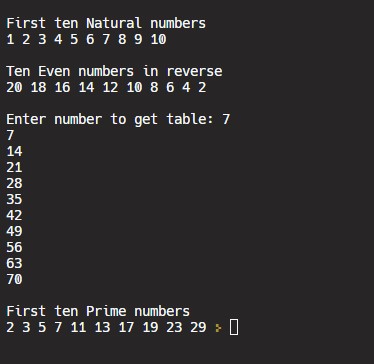 First ten Natural numbers
1 2 3 4 5 6 7 8 9 10
Ten Even numbers in reverse
20 18 16 14 12 10 8 6 4 2
Enter number to get table: 7
7
14
21
28
35
42
49
56
63
70
First ten Prime numbers
2 3 5 7 11 13 17 19 23 29 >